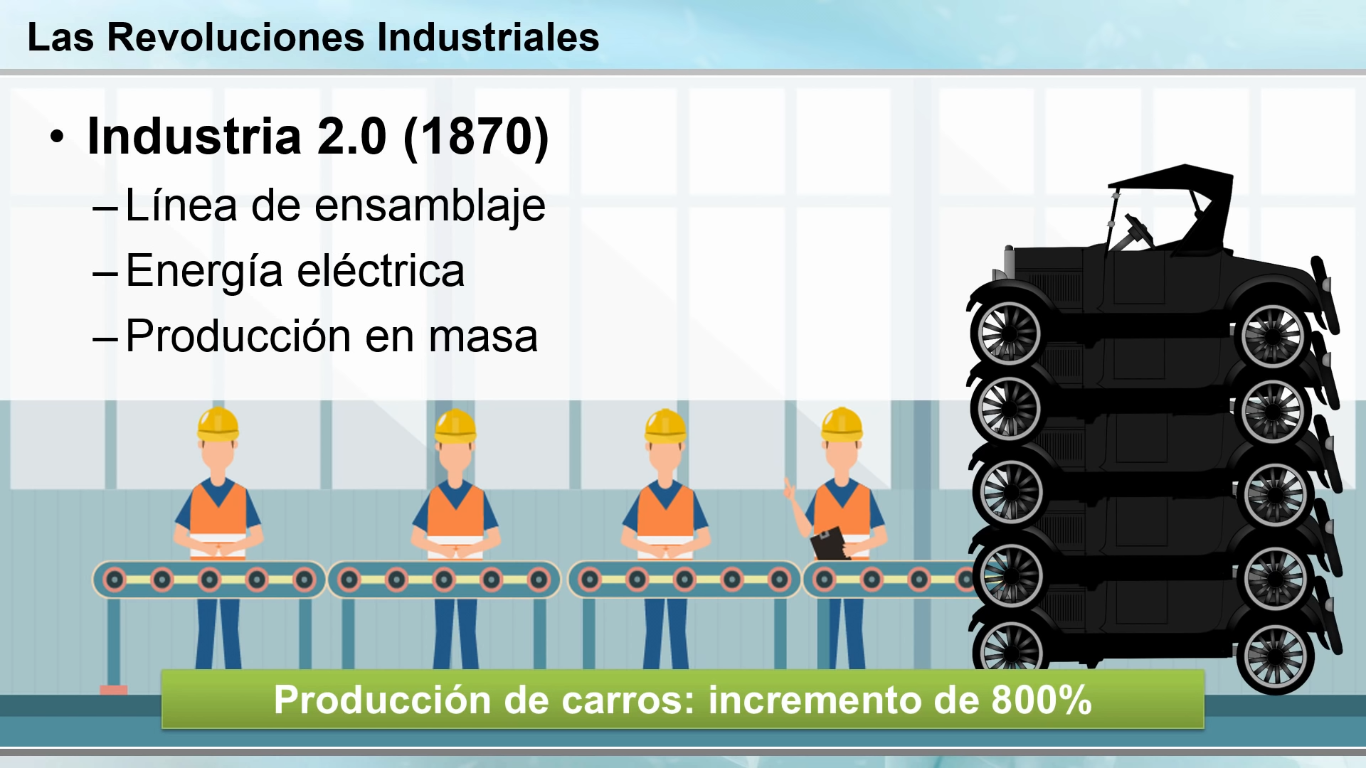 Las Revoluciones Industriales
• Industria 2.0 (1870)
– Línea de ensamblaje
– Energía eléctrica
– Producción en masa
Producción de carros: incremento de 800%